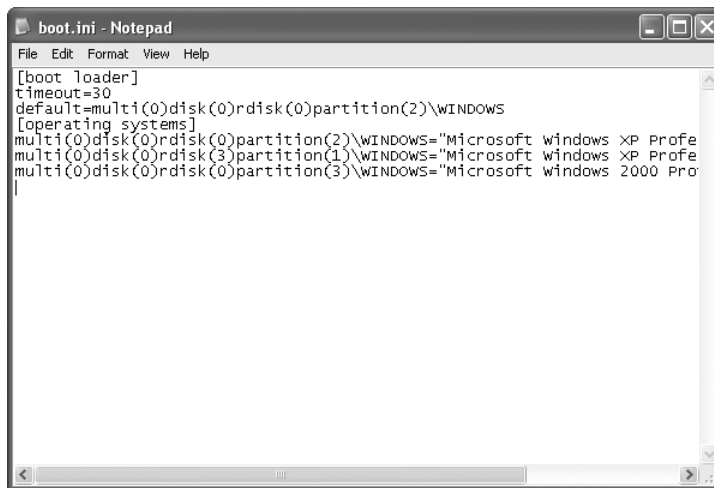 boot.ini - Notepad
File Edit Format View Help
[boot loader]
timeout=30
default=multi(0)disk(0)rdisk(0)partition(2)\WINDOWS
[operating systems]
multi(0)disk(0)rdisk(0)partition(2)\WINDOWS="Microsoft Windows XP Profe
multi(0)disk(0)rdisk(3)partition(1)\WINDOWS="Microsoft Windows XP Profe
multi(0)disk(0)rdisk(0)partition(3)\WINDOWS="Microsoft Windows 2000 Pro